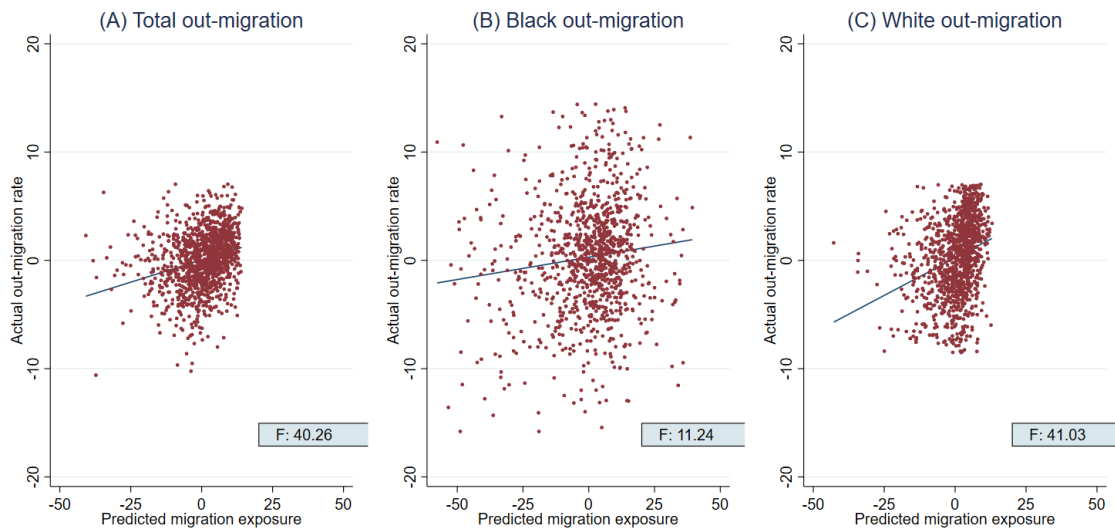 (A) Total out-migration
Actual out-migration rate
20
10
0
-10
-20
F: 40.26
-50
-25
0
25
50
Predicted migration exposure
(B) Black out-migration
Actual out-migration rate
20
10
0
-10
-20
F: 11.24
-50
-25
0
25
50
Predicted migration exposure
(C) White out-migration
Actual out-migration rate
20
10
0
-10
-20
F: 41.03
-50
-25
0
25
50
Predicted migration exposure